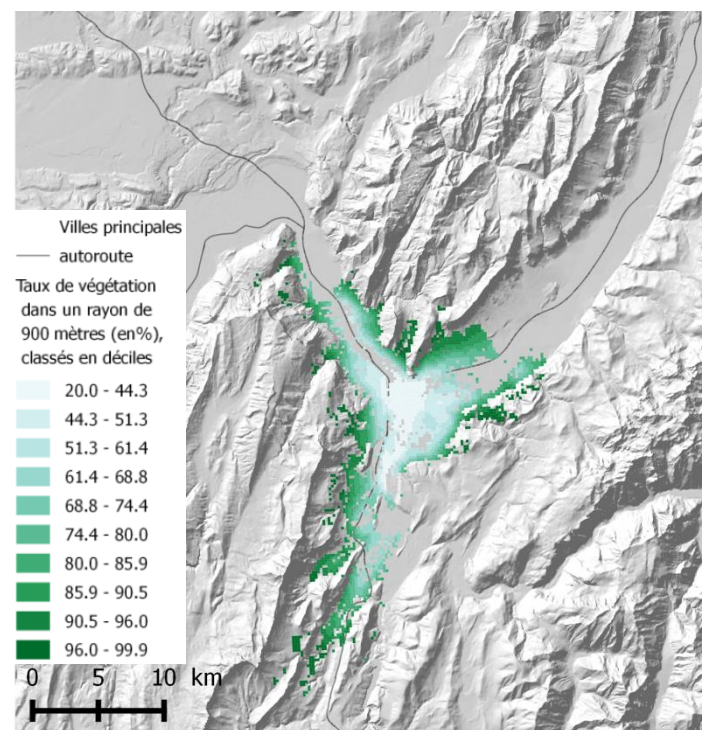 Villes principales
autoroute
Taux de végétation
dans un rayon de
900 mètres (en%),
classés en déciles
20.0 - 44.3
44.3 - 51.3
51.3 - 61.4
61.4 - 68.8
68.8 - 74.4
74.4 - 80.0
80.0 - 85.9
85.9 - 90.5
90.5 - 96.0
96.0 - 99.9
0 5 10 km